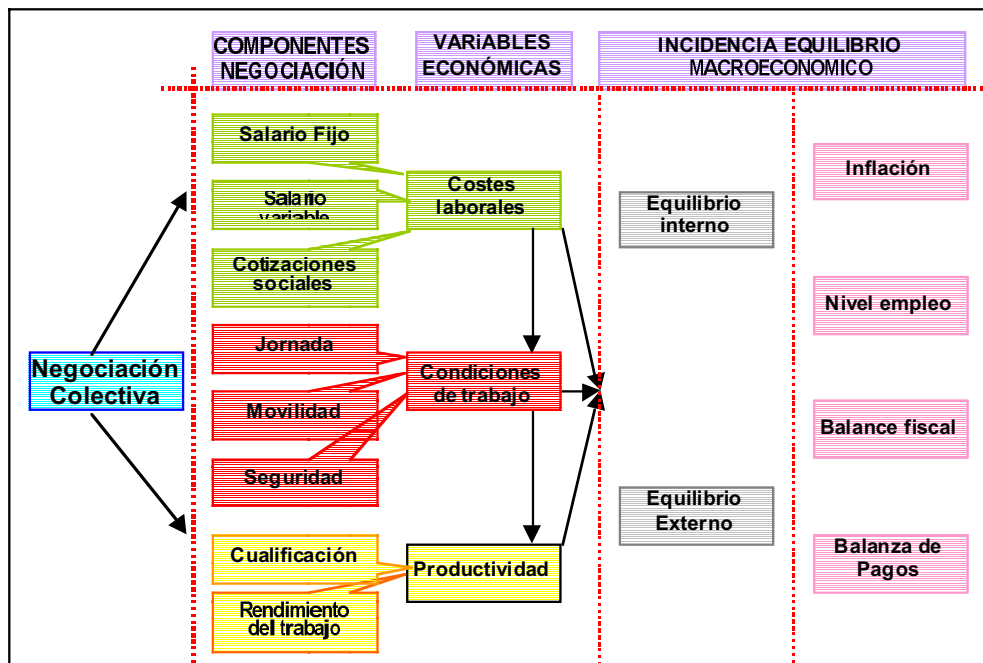 COMPONENTES
NEGOCIACIÓN
VARiABLES
ECONÓMICAS
INCIDENCIA EQUILIBRIO
MACROECONOMICO
Salario Fijo
Salario
variable
Cotizaciones
sociales
Jornada
Movilidad
Seguridad
Cualificación
Rendimiento
del trabajo
Negociación
Colectiva
Costes
laborales
Condiciones
de trabajo
Productividad
Equilibrio
interno
Equilibrio
Externo
Inflación
Nivel empleo
Balance fiscal
Balanza de
Pagos